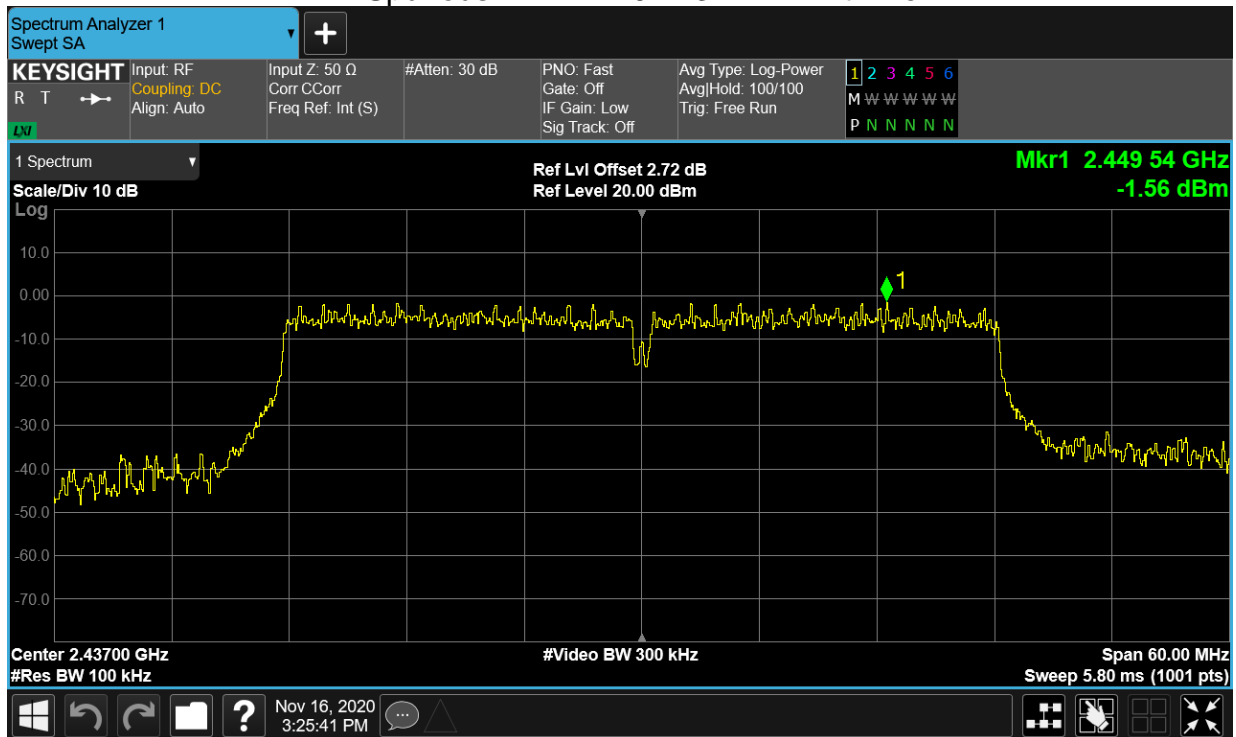 Spectrum Analyzer 1
Swept SA
+
KEYSIGHT
R T
LXI
Input: RF
Coupling: DC
Align: Auto
Input Z: 50 Ω
Corr CCorr
Freq Ref: Int (S)
#Atten: 30 dB
PNO: Fast
Gate: Off
IF Gain: Low
Sig Track: Off
Avg Type: Log-Power
Avg|Hold: 100/100
Trig: Free Run
1 2 3 4 5 6
M W W W W W
P N N N N N
1 Spectrum
Scale/Div 10 dB
Log
Ref Lvl Offset 2.72 dB
Ref Level 20.00 dBm
Mkr1 2.449 54 GHz
-1.56 dBm
1
10.0
0.00
-10.0
-20.0
-30.0
-40.0
-50.0
-60.0
-70.0
Center 2.43700 GHz
#Res BW 100 kHz
#Video BW 300 kHz
Span 60.00 MHz
Sweep 5.80 ms (1001 pts)
?
Nov 16, 2020
3:25:41 PM